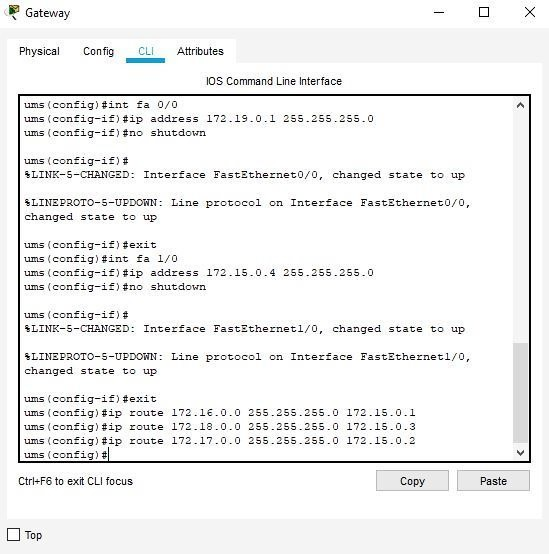 Gateway
Physical Config CLI Attributes
IOS Command Line Interface
ums(config)#int fa 0/0
ums(config-if)#ip address 172.19.0.1 255.255.255.0
ums(config-if)#no shutdown
ums(config-if)#
%LINK-5-CHANGED: Interface FastEthernet0/0, changed state to up
%LINEPROTO-5-UPDOWN: Line protocol on Interface FastEthernet0/0,
changed state to up
ums(config-if)#exit
ums(config)#int fa 1/0
ums(config-if)#ip address 172.15.0.4 255.255.255.0
ums(config-if)#no shutdown
ums(config-if)#
%LINK-5-CHANGED: Interface FastEthernet1/0, changed state to up
%LINEPROTO-5-UPDOWN: Line protocol on Interface FastEthernet1/0,
changed state to up
ums(config-if)#exit
ums(config)#ip route 172.16.0.0 255.255.255.0 172.15.0.1
ums(config)#ip route 172.18.0.0 255.255.255.0 172.15.0.3
ums(config)#ip route 172.17.0.0 255.255.255.0 172.15.0.2
ums(config)#
Ctrl+F6 to exit CLI focus
Copy Paste
Top